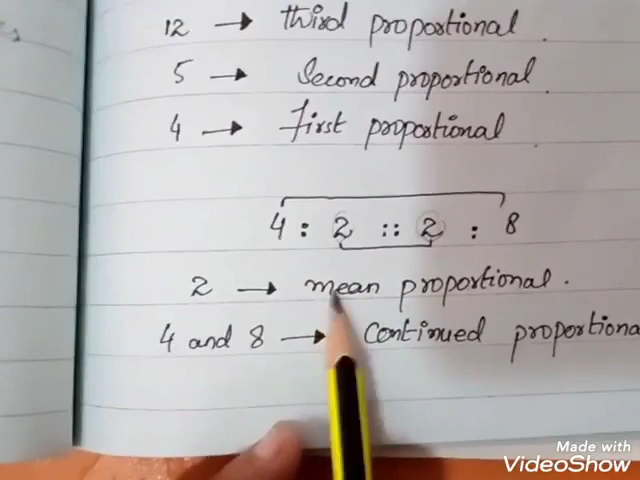 12 → third proportional.
5 → Second proportional.
4 → First proportional.
4 : 2 :: 2 : 8
2 → mean proportional.
4 and 8 → Continued proportiona
Made with
VideoShow